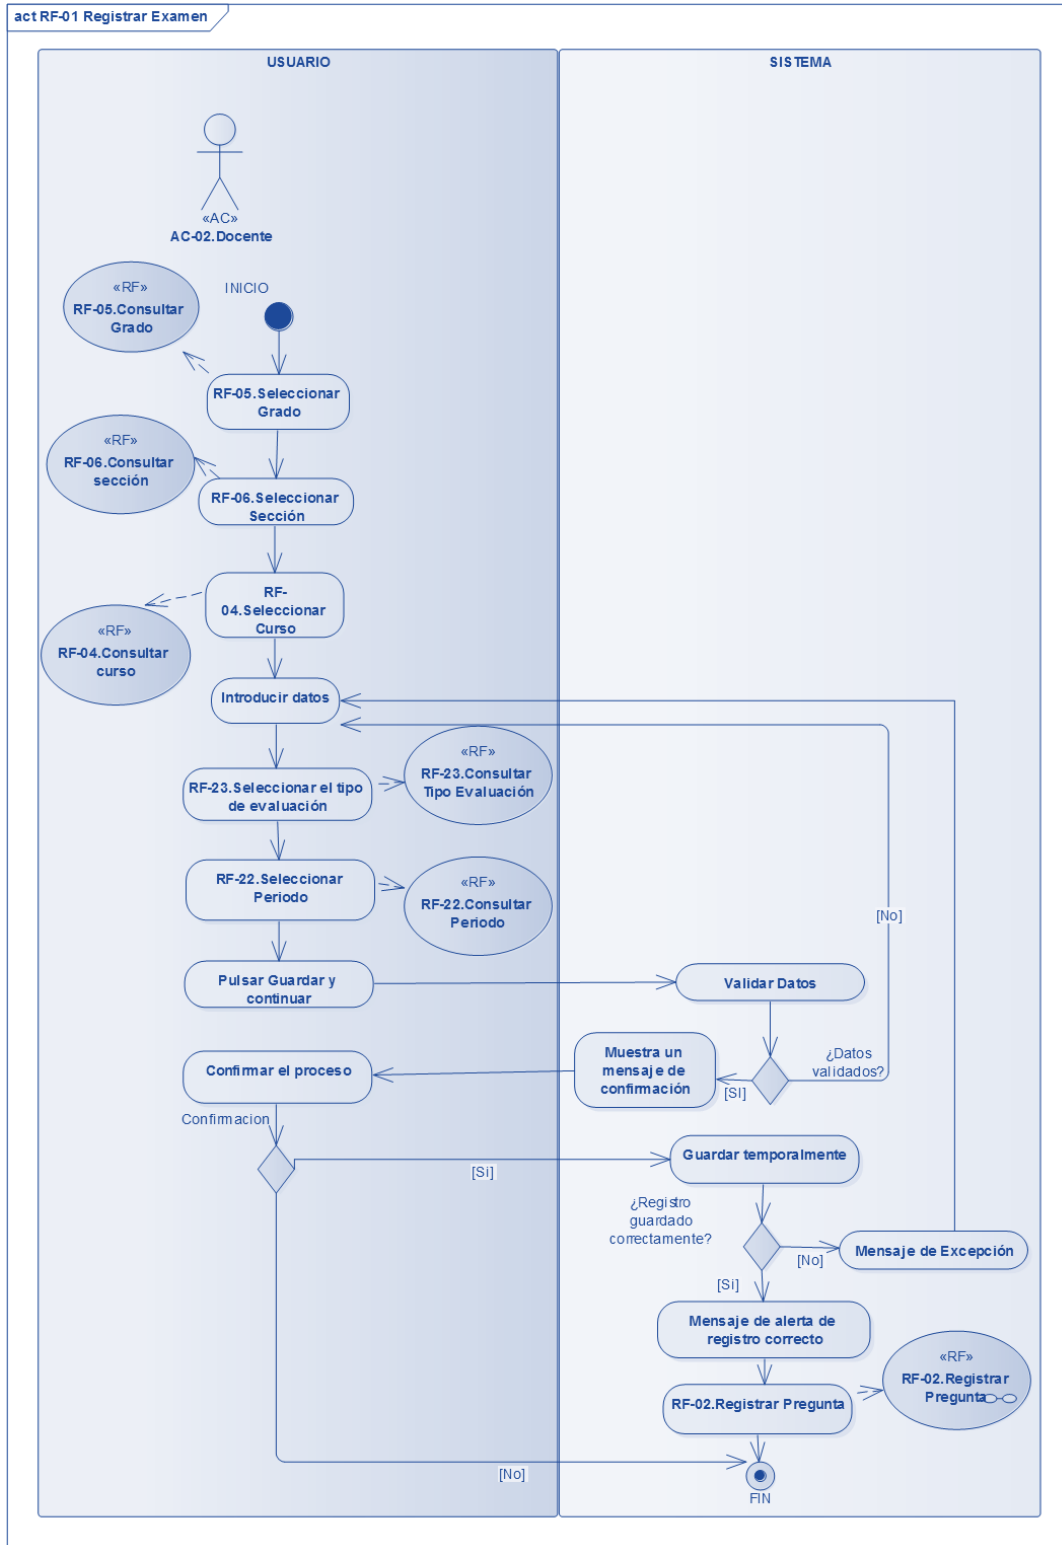 act RF-01 Registrar Examen
USUARIO
SISTEMA
«AC»
AC-02.Docente
«RF»
RF-05.Consultar
Grado
INICIO
RF-05.Seleccionar
Grado
«RF»
RF-06.Consultar
sección
RF-06.Seleccionar
Sección
RF-
04.Seleccionar
Curso
«RF»
RF-04.Consultar
curso
Introducir datos
RF-23.Seleccionar el tipo
de evaluación
«RF»
RF-23.Consultar
Tipo Evaluación
RF-22.Seleccionar
Periodo
«RF»
RF-22.Consultar
Periodo
[No]
Pulsar Guardar y
continuar
Validar Datos
¿Datos
validados?
[SI]
Muestra un
mensaje de
confirmación
Confirmar el proceso
Confirmacion
[Si]
Guardar temporalmente
¿Registro
guardado
correctamente?
[No]
Mensaje de Excepción
[Si]
Mensaje de alerta de
registro correcto
«RF»
RF-02.Registrar
Pregunta
RF-02.Registrar Pregunta
[No]
FIN